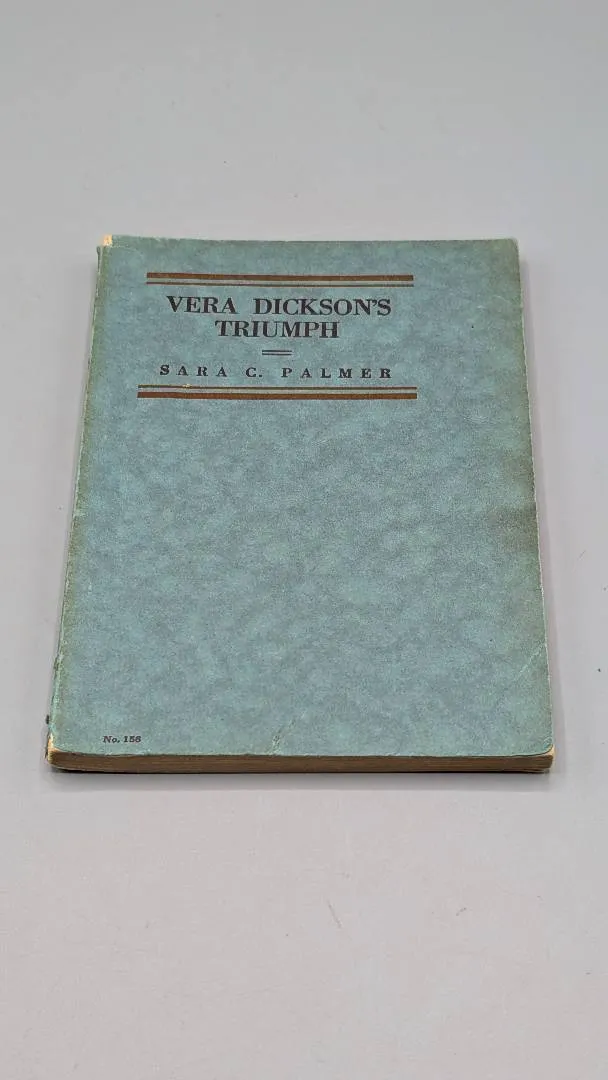 VERA DICKSON'S
TRIUMPH
SARA C. PALMER
No. 156